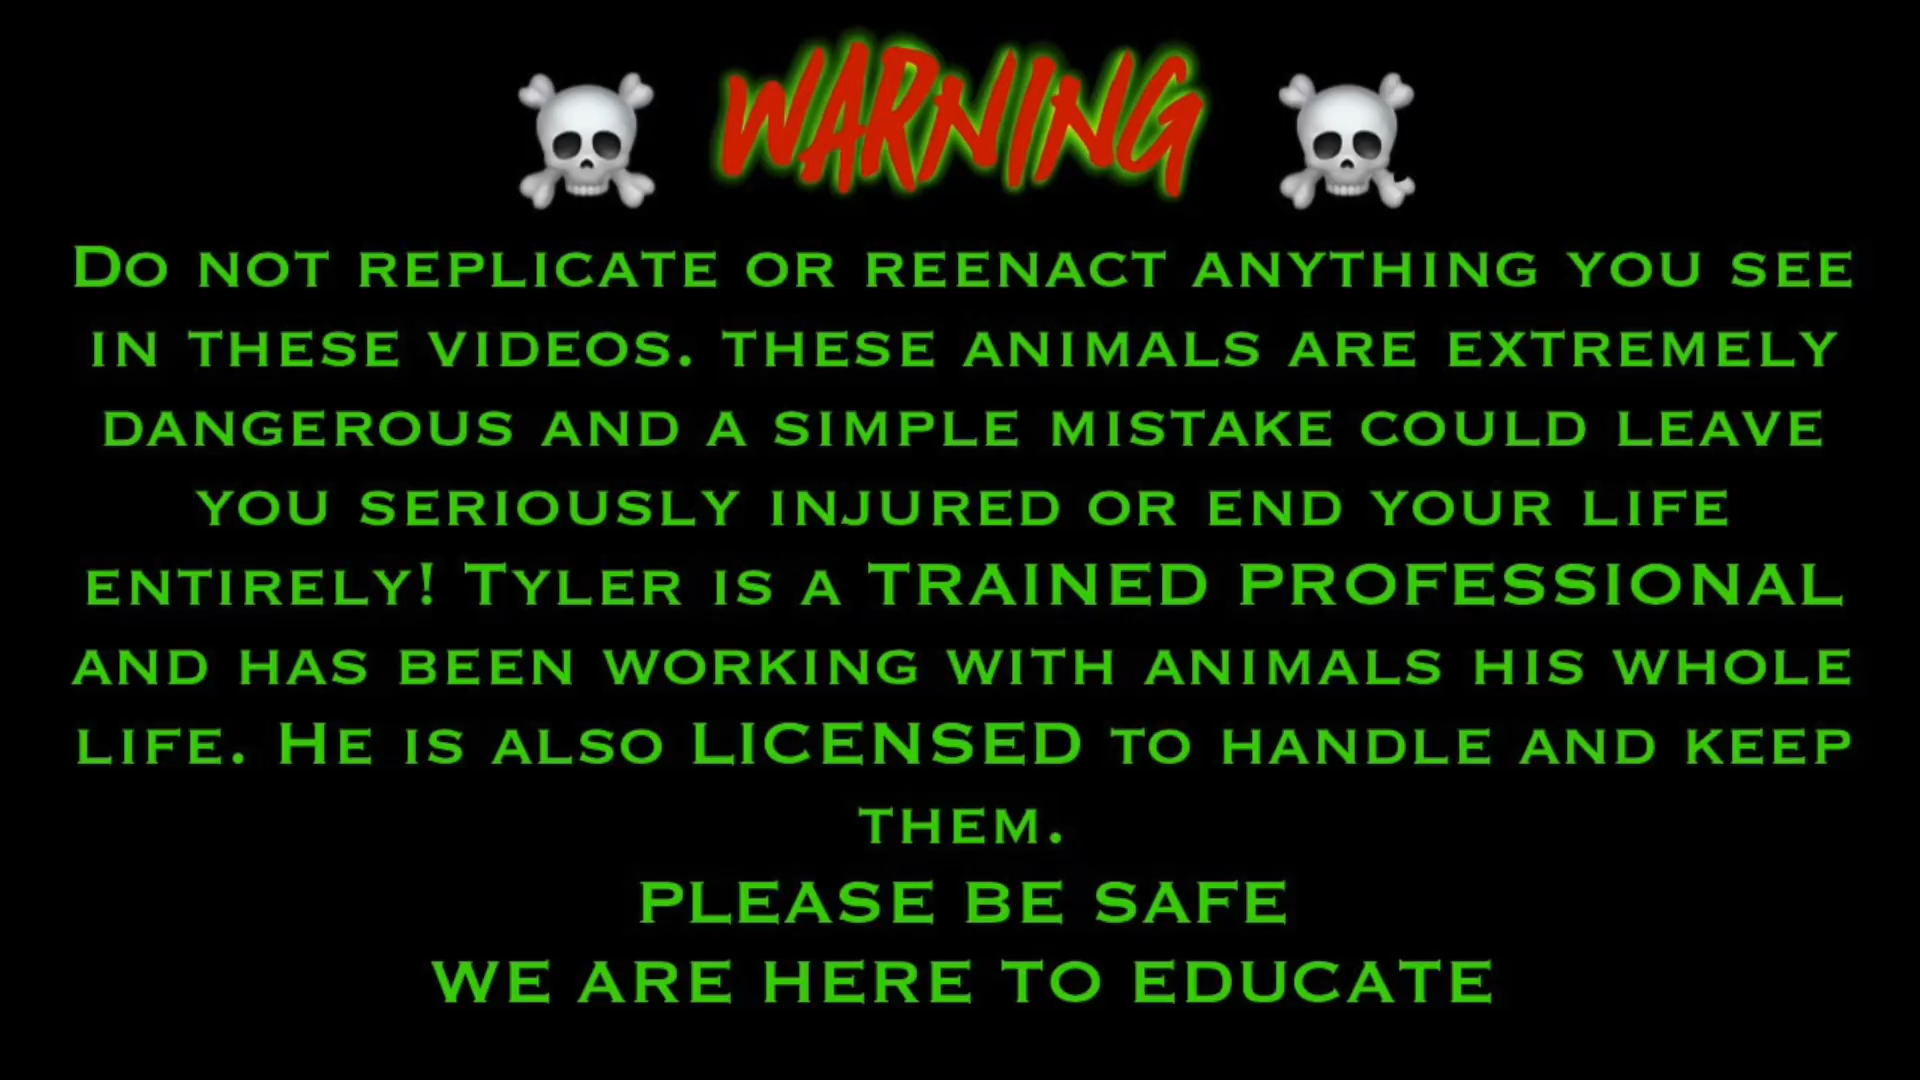 WARNING
Do not replicate or reenact anything you see
in these videos. these animals are extremely
dangerous and a simple mistake could leave
you seriously injured or end your life
entirely! Tyler is a TRAINED PROFESSIONAL
and has been working with animals his whole
life. He is also LICENSED to handle and keep
them.
PLEASE BE SAFE
WE ARE HERE TO EDUCATE